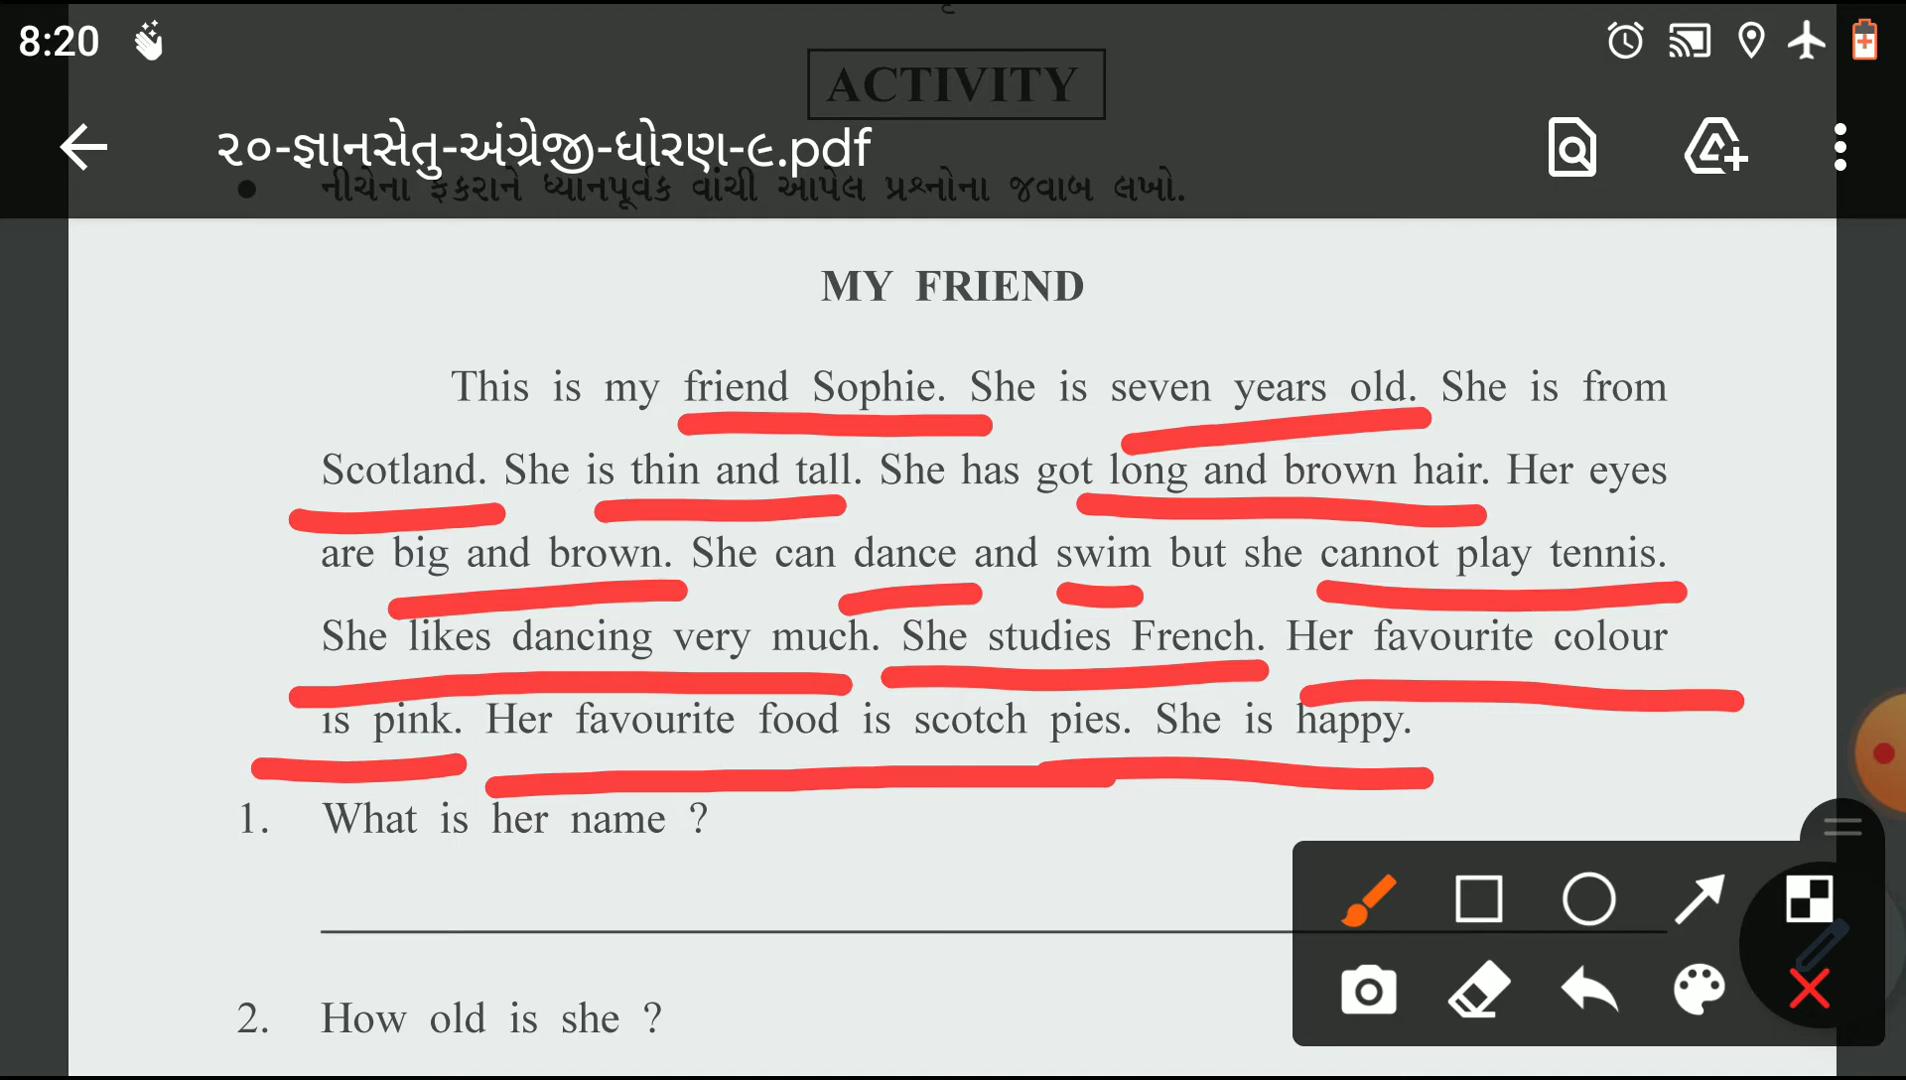 8:20
ACTIVITY
૨૦-જ્ઞાનસેતુ-અંગ્રેજી-ધોરણ-૯.pdf
● નીચેના ફકરાને ધ્યાનપૂર્વક વાંચી આપેલ પ્રશ્નોના જવાબ લખો.
MY FRIEND
This is my friend Sophie. She is seven years old. She is from
Scotland. She is thin and tall. She has got long and brown hair. Her eyes
are big and brown. She can dance and swim but she cannot play tennis.
She likes dancing very much. She studies French. Her favourite colour
is pink. Her favourite food is scotch pies. She is happy.
1. What is her name ?
2. How old is she ?